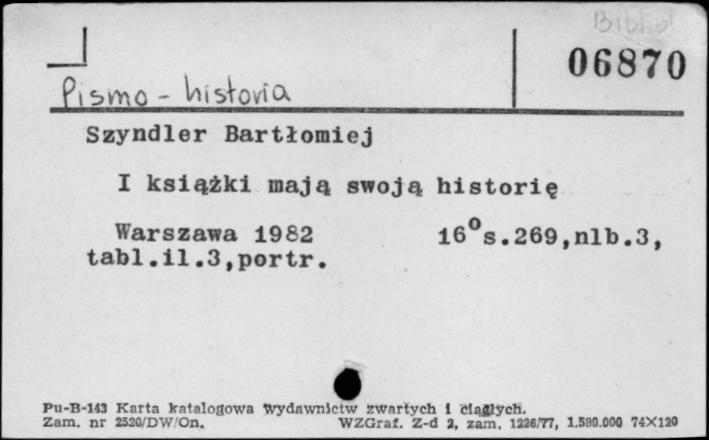 Bibliot
06870
Pismo - historia
Szyndler Bartłomiej
I książki mają swoją historię
Warszawa 1982 16°s.269,nlb.3,
tabl.il.3,portr.
Pu-B-143 Karta katalogowa wydawnictw zwartych i ciągłych.
Zam. nr 2520/DW/On. WZGraf. Z-d 2, zam. 1226/77, 1.580.000 74X120